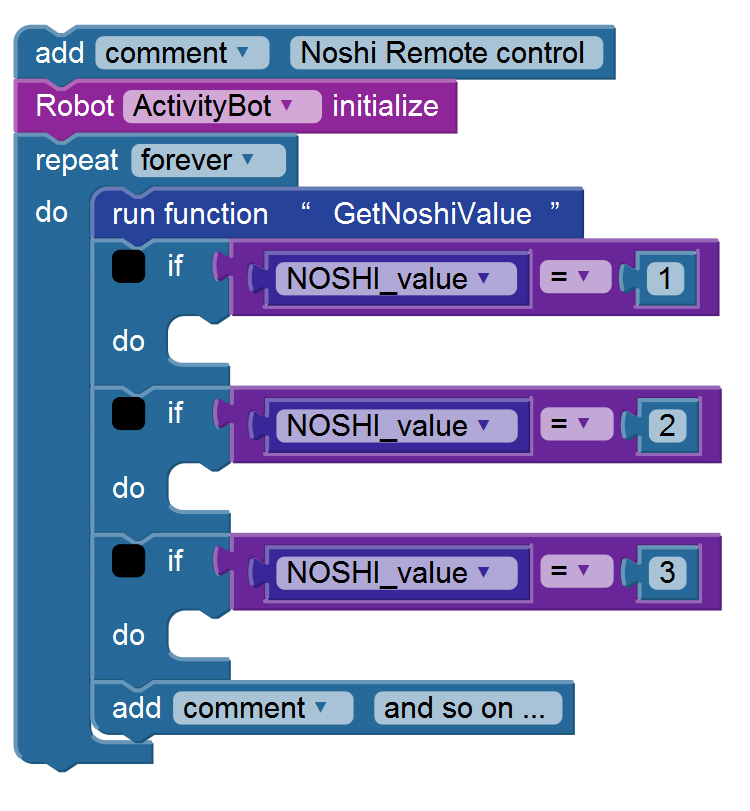 add comment Noshi Remote control
Robot ActivityBot initialize
repeat forever
do run function “ GetNoshiValue ”
if NOSHI_value = 1
do
if NOSHI_value = 2
do
if NOSHI_value = 3
do
add comment and so on ...